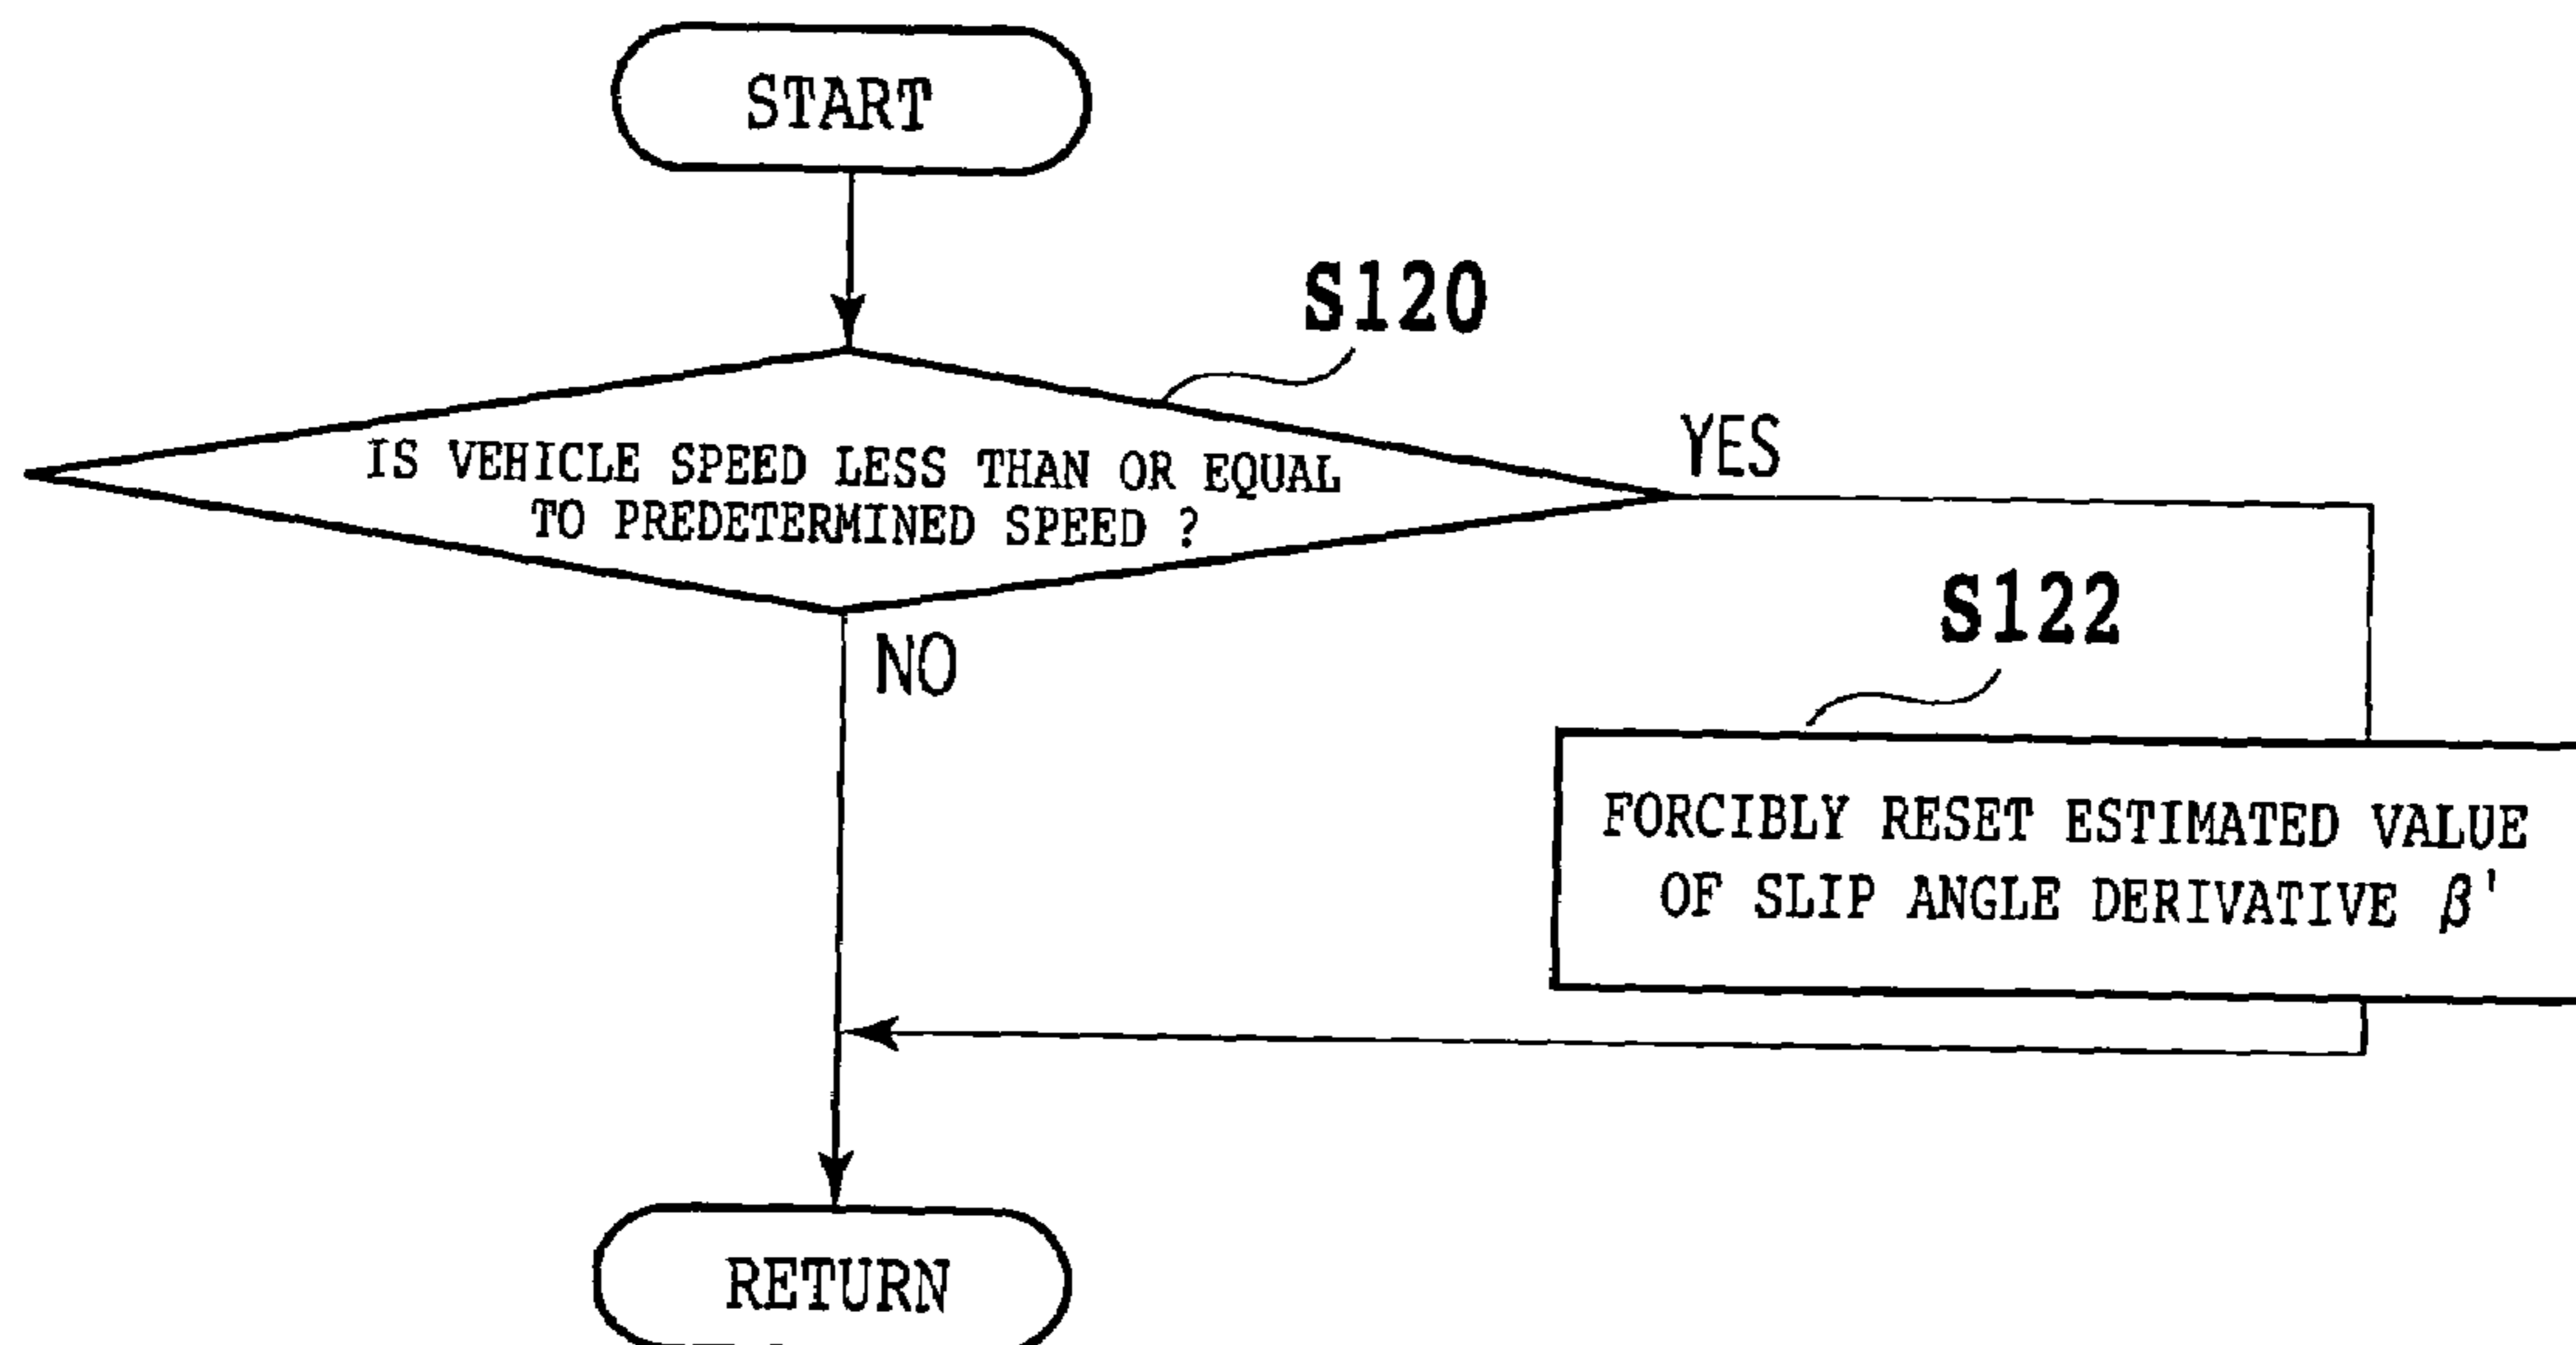 START
S120
IS VEHICLE SPEED LESS THAN OR EQUAL
TO PREDETERMINED SPEED ?
YES
NO
S122
FORCIBLY RESET ESTIMATED VALUE
OF SLIP ANGLE DERIVATIVE β'
RETURN